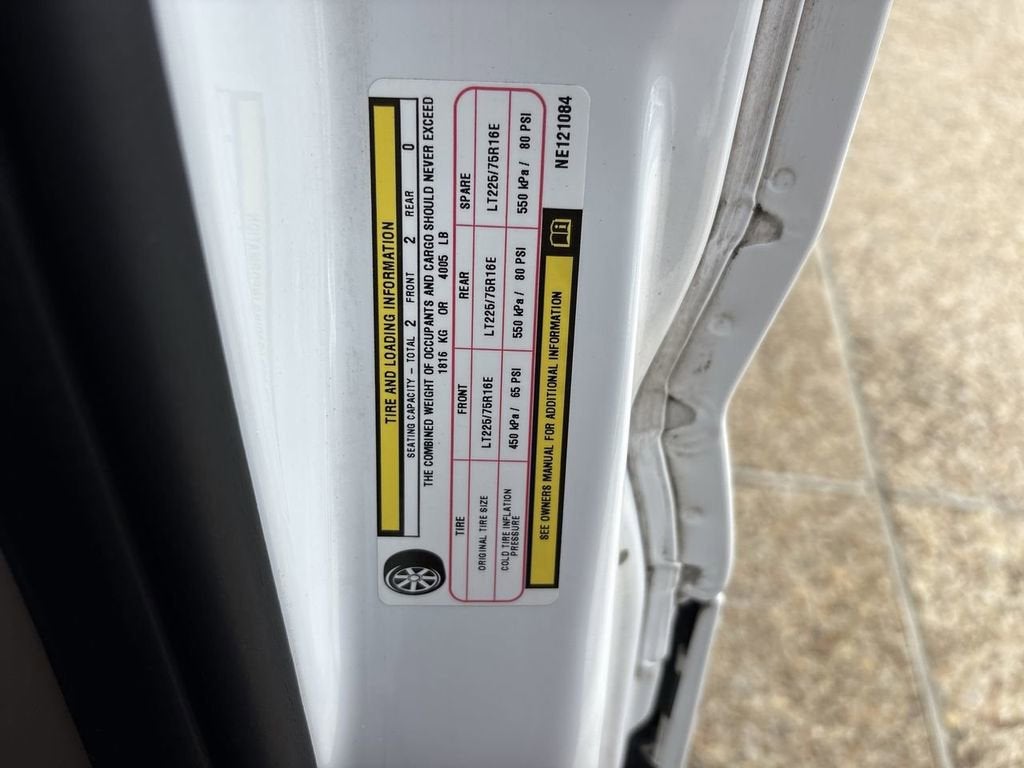 TIRE AND LOADING INFORMATION
SEATING CAPACITY – TOTAL 2 FRONT 2 REAR 0
THE COMBINED WEIGHT OF OCCUPANTS AND CARGO SHOULD NEVER EXCEED
1816 KG OR 4005 LB
TIRE FRONT REAR SPARE
ORIGINAL TIRE SIZE LT225/75R16E LT225/75R16E LT225/75R16E
COLD TIRE INFLATION PRESSURE 450 kPa / 65 PSI 550 kPa / 80 PSI 550 kPa / 80 PSI
SEE OWNERS MANUAL FOR ADDITIONAL INFORMATION
NE121084